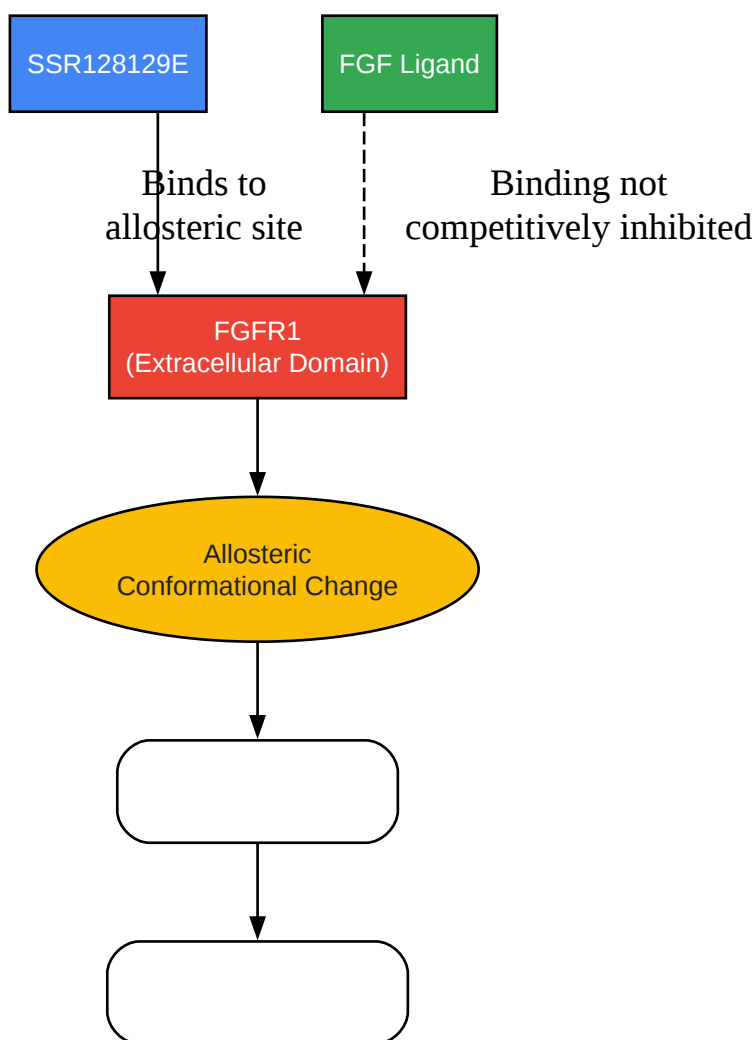 SSR128129E
FGF Ligand
Binds to
allosteric site
Binding not
competitively inhibited
FGFR1
(Extracellular Domain)
Allosteric
Conformational Change